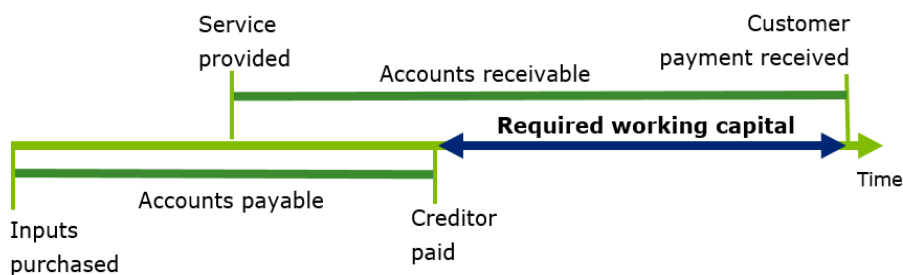 Service
provided
Customer
payment received
Accounts receivable
Required working capital
Time
Accounts payable
Inputs
purchased
Creditor
paid